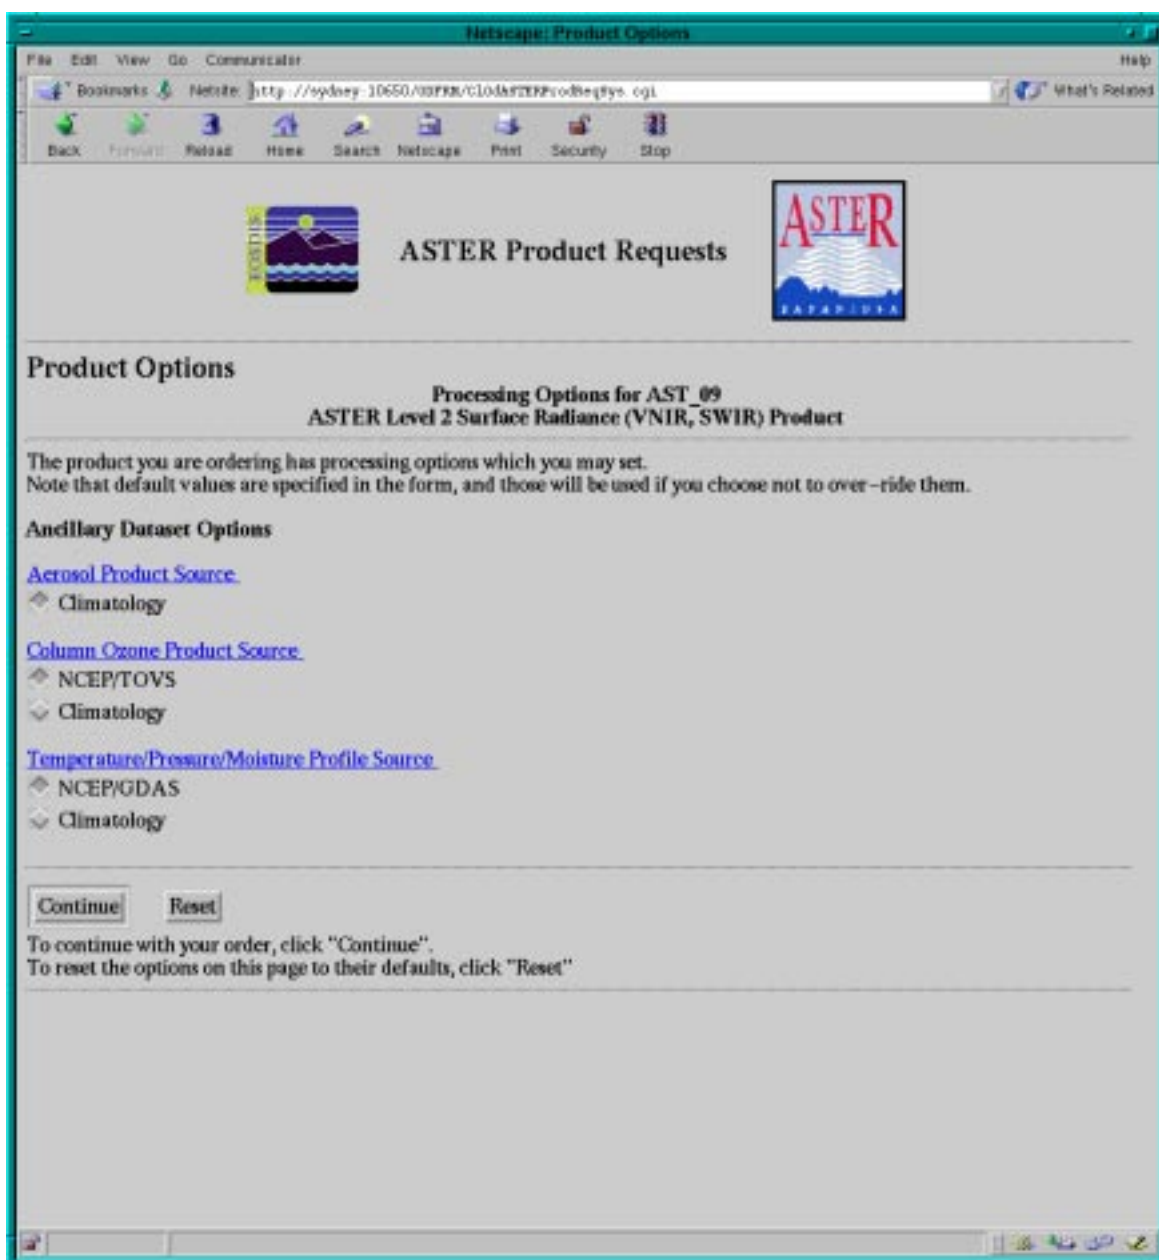 Netscape: Product Options
File Edit View Go Communicator Help
Bookmarks Netsite: What's Related
Back Forward Reload Home Search Netscape Print Security Stop
EOSDIS
ASTER Product Requests
ASTER
JAPAN USA
Product Options
Processing Options for AST_09
ASTER Level 2 Surface Radiance (VNIR, SWIR) Product
The product you are ordering has processing options which you may set.
Note that default values are specified in the form, and those will be used if you choose not to over-ride them.
Ancillary Dataset Options
Aerosol Product Source
Climatology
Column Ozone Product Source
NCEP/TOVS
Climatology
Temperature/Pressure/Moisture Profile Source
NCEP/GDAS
Climatology
Continue Reset
To continue with your order, click "Continue".
To reset the options on this page to their defaults, click "Reset"